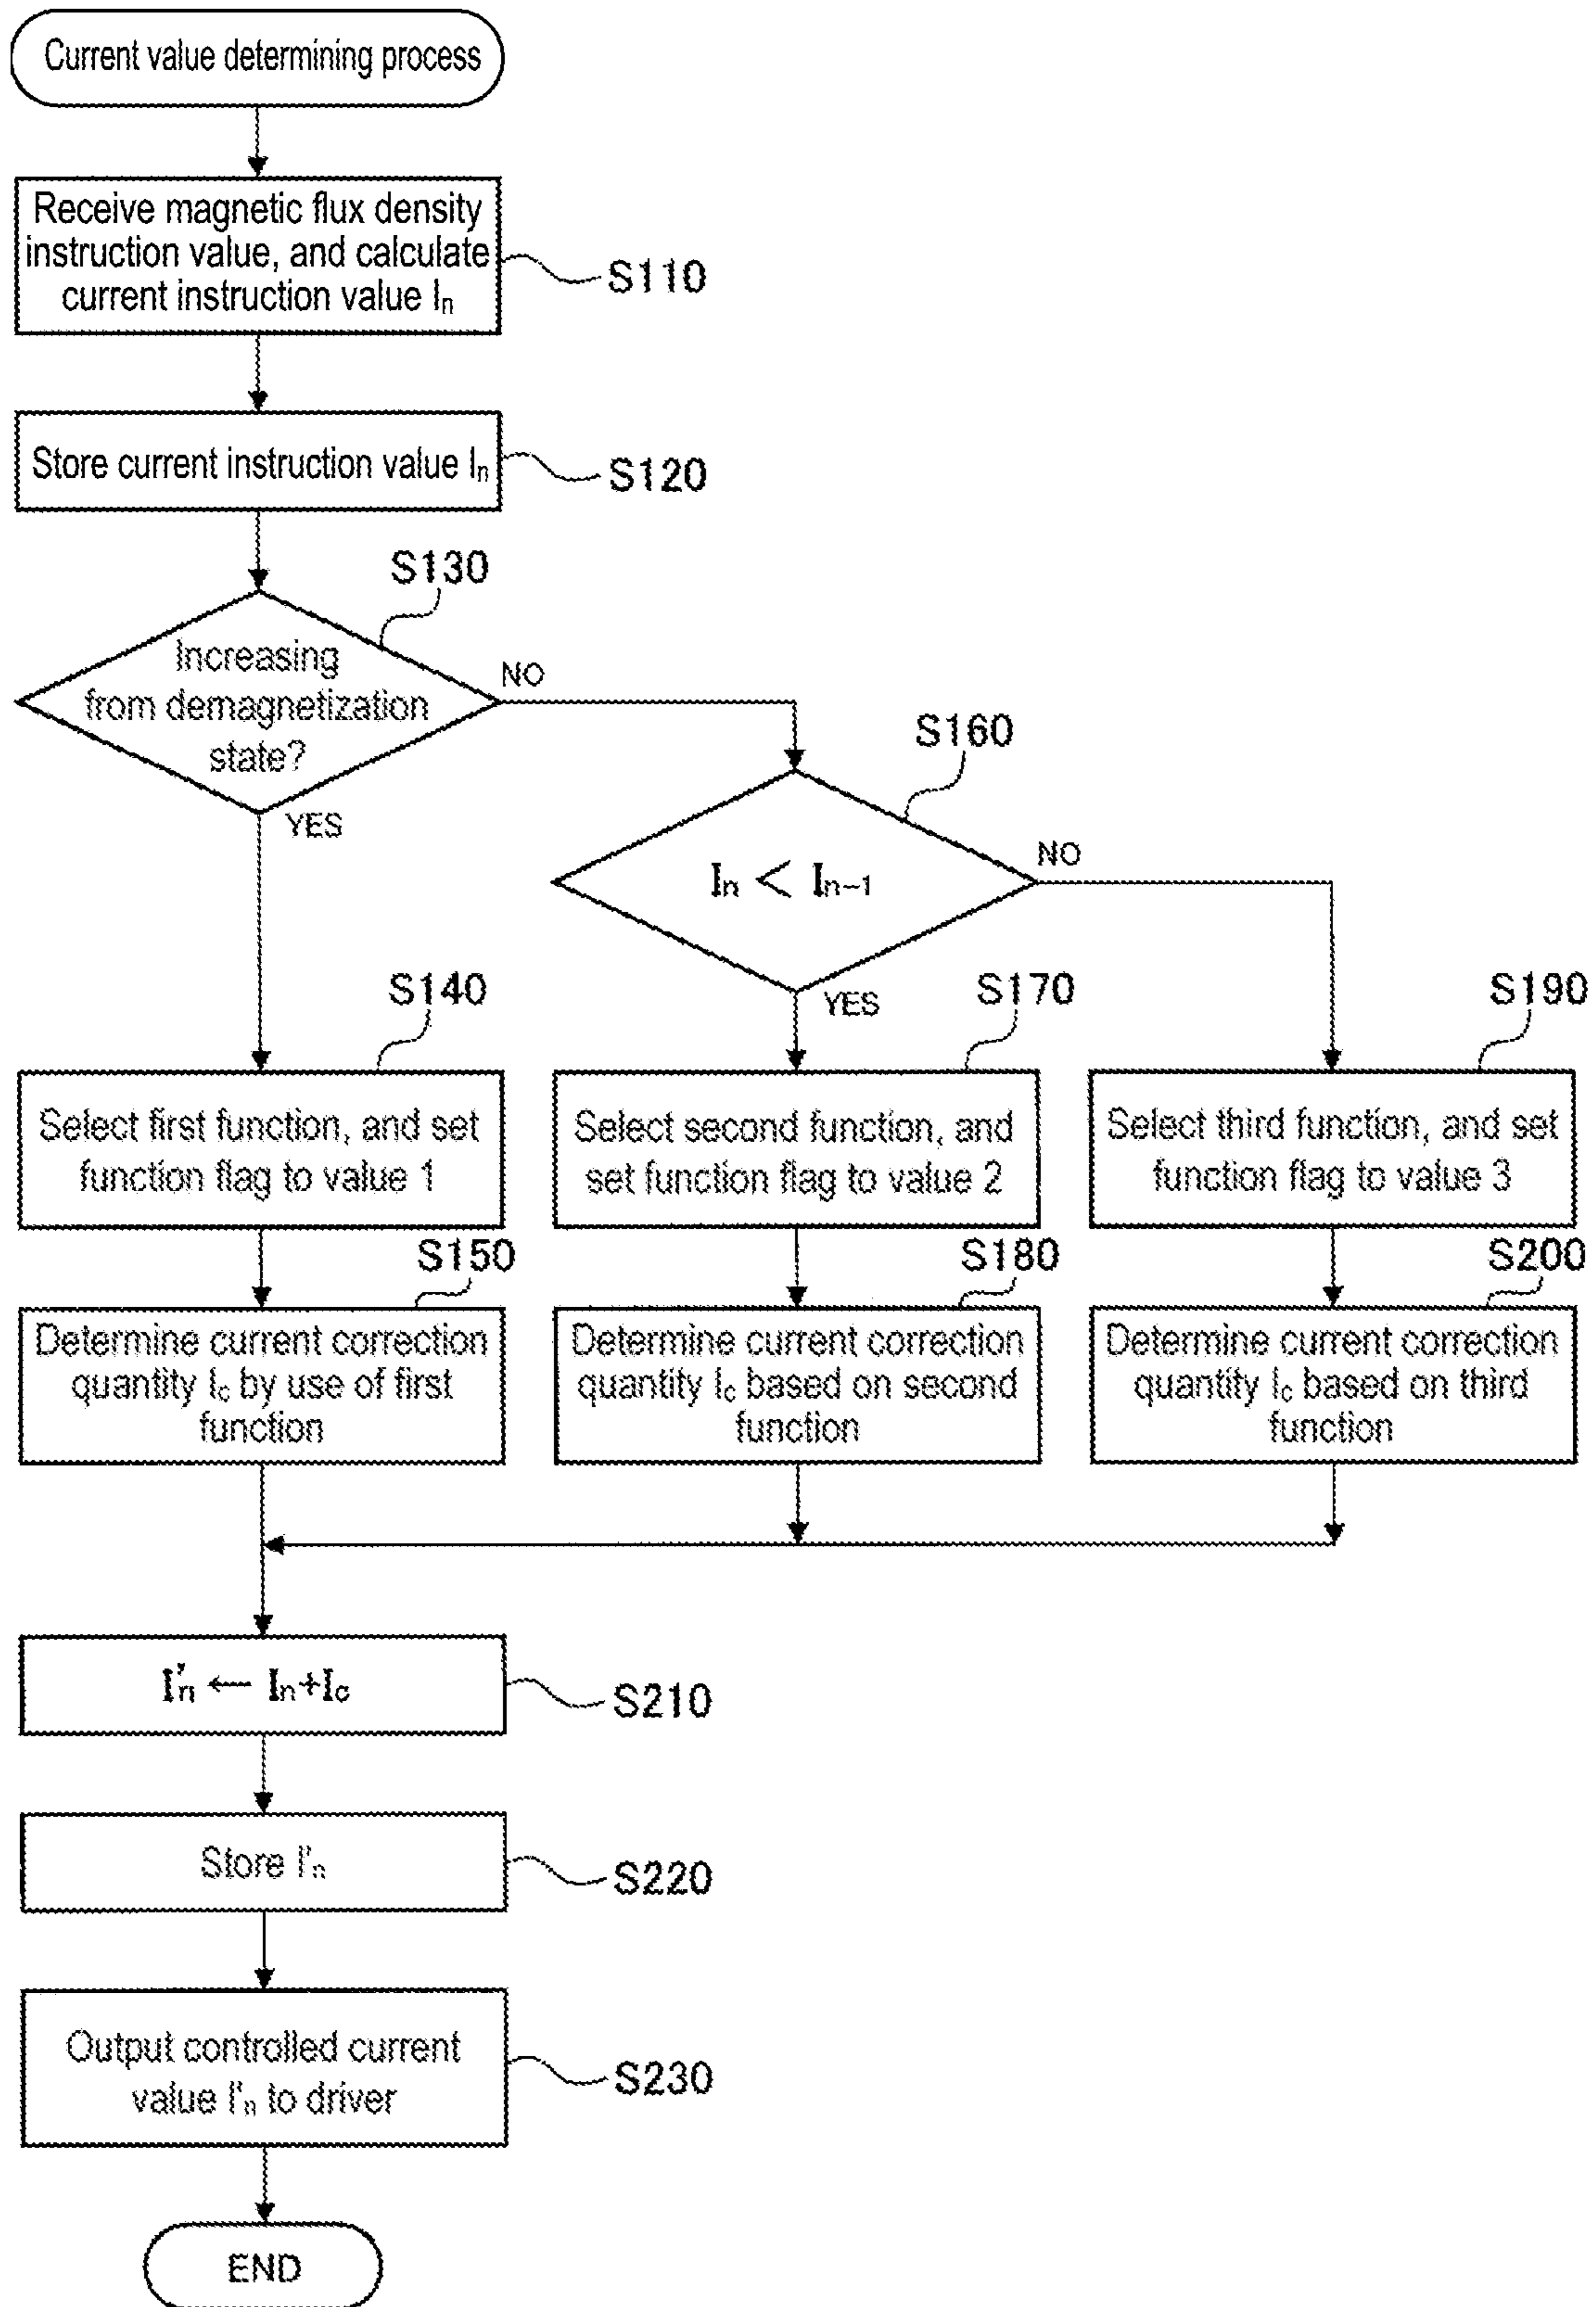 Current value determining process
Receive magnetic flux density
instruction value, and calculate
current instruction value Iₙ
S110
Store current instruction value Iₙ
S120
S130
Increasing
from demagnetization
state?
NO
YES
S160
Iₙ < Iₙ₋₁
NO
YES
S140
Select first function, and set
function flag to value 1
S150
Determine current correction
quantity I꜀ by use of first
function
S170
Select second function, and
set function flag to value 2
S180
Determine current correction
quantity I꜀ based on second
function
S190
Select third function, and set
function flag to value 3
S200
Determine current correction
quantity I꜀ based on third
function
I'ₙ ← Iₙ+I꜀
S210
Store I'ₙ
S220
Output controlled current
value I'ₙ to driver
S230
END